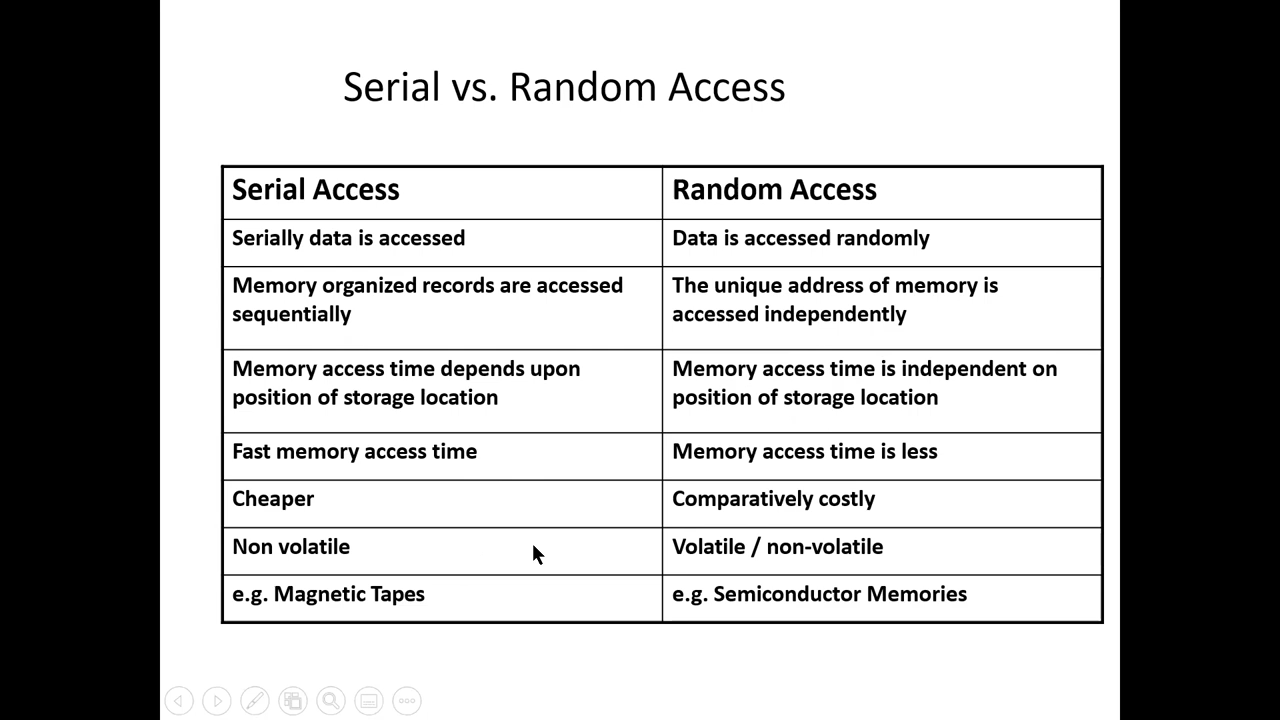 Serial vs. Random Access
Serial Access
Random Access
Serially data is accessed
Data is accessed randomly
Memory organized records are accessed
sequentially
The unique address of memory is
accessed independently
Memory access time depends upon
position of storage location
Memory access time is independent on
position of storage location
Fast memory access time
Memory access time is less
Cheaper
Comparatively costly
Non volatile
Volatile / non-volatile
e.g. Magnetic Tapes
e.g. Semiconductor Memories